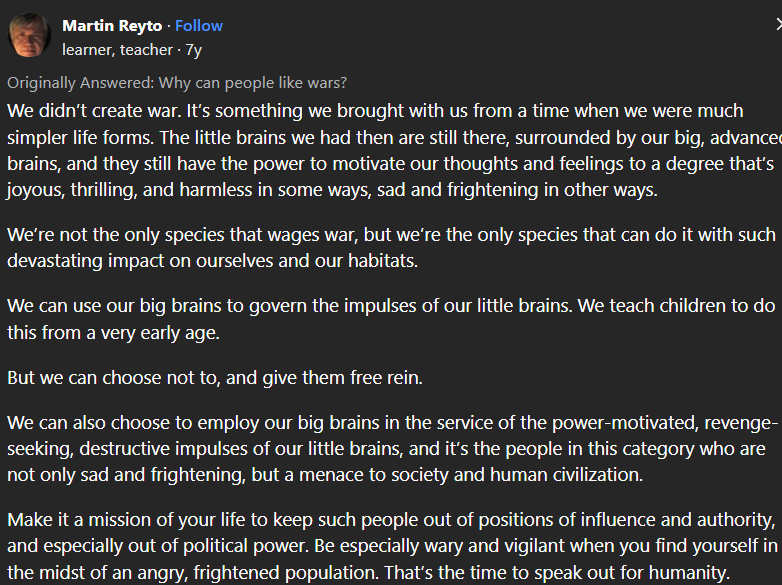 Martin Reyto · Follow
learner, teacher · 7y
Originally Answered: Why can people like wars?
We didn’t create war. It’s something we brought with us from a time when we were much
simpler life forms. The little brains we had then are still there, surrounded by our big, advanced
brains, and they still have the power to motivate our thoughts and feelings to a degree that’s
joyous, thrilling, and harmless in some ways, sad and frightening in other ways.
We’re not the only species that wages war, but we’re the only species that can do it with such
devastating impact on ourselves and our habitats.
We can use our big brains to govern the impulses of our little brains. We teach children to do
this from a very early age.
But we can choose not to, and give them free rein.
We can also choose to employ our big brains in the service of the power-motivated, revenge-
seeking, destructive impulses of our little brains, and it’s the people in this category who are
not only sad and frightening, but a menace to society and human civilization.
Make it a mission of your life to keep such people out of positions of influence and authority,
and especially out of political power. Be especially wary and vigilant when you find yourself in
the midst of an angry, frightened population. That’s the time to speak out for humanity.